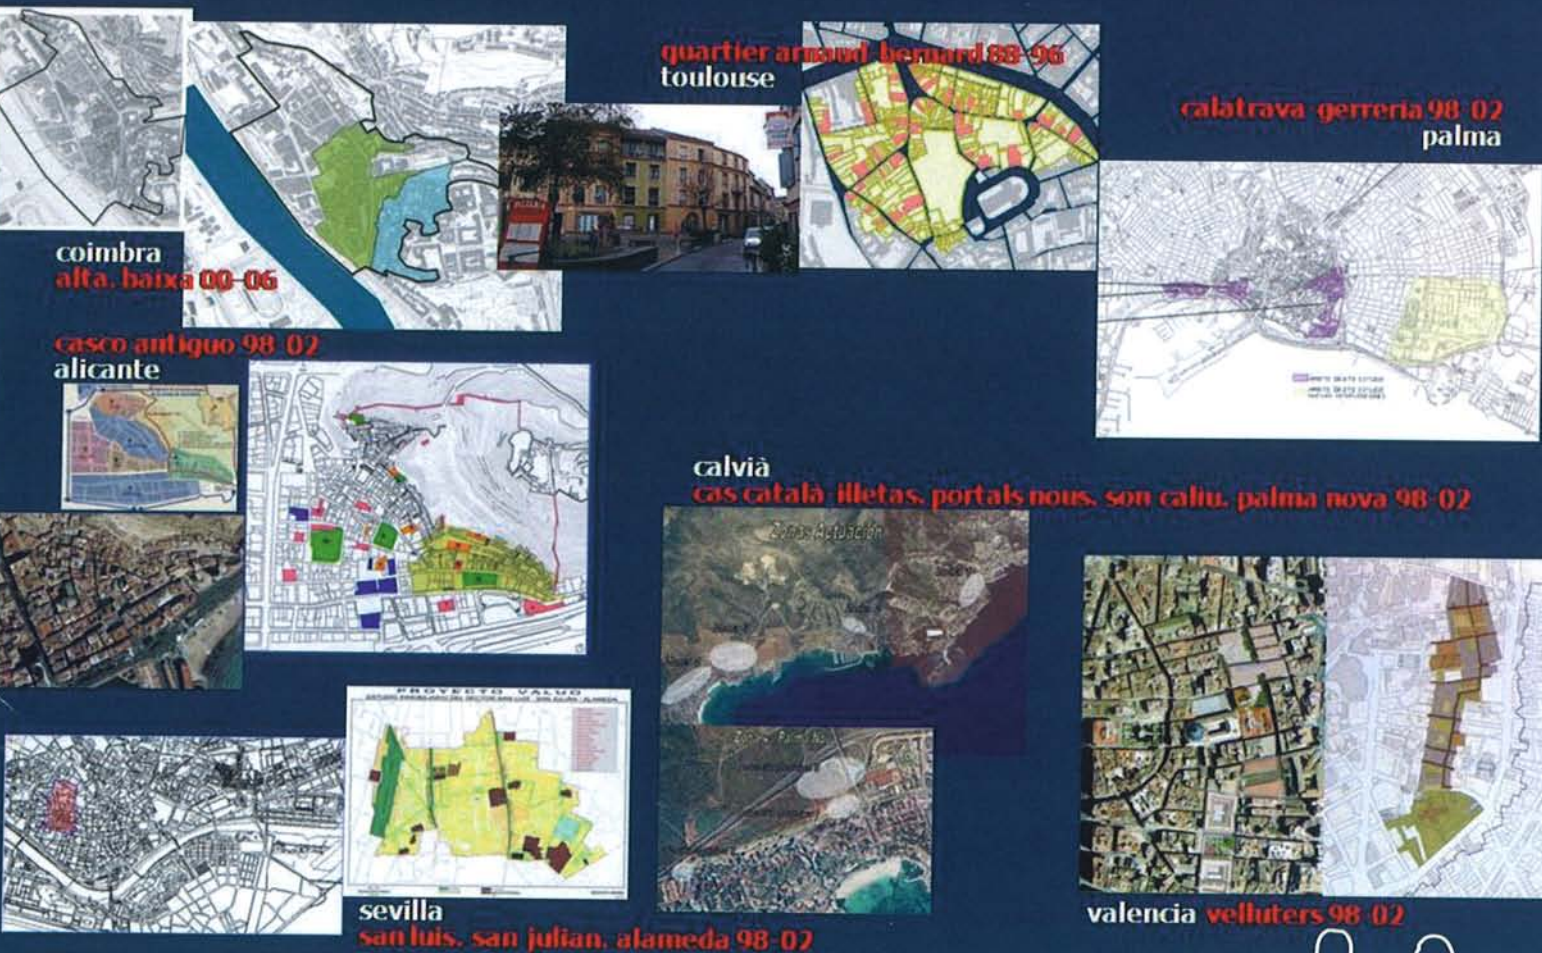 quartier arnaud-bernard 88-96
toulouse
calatrava-gerreria 98-02
palma
coimbra
alta, baixa 00-06
casco antiguo 98-02
alicante
calvià
cas català-illetas, portals nous, son caliu, palma nova 98-02
Zonas Actuación
PROYECTO VALUO
sevilla
san luis, san julian, alameda 98-02
valencia velluters 98-02